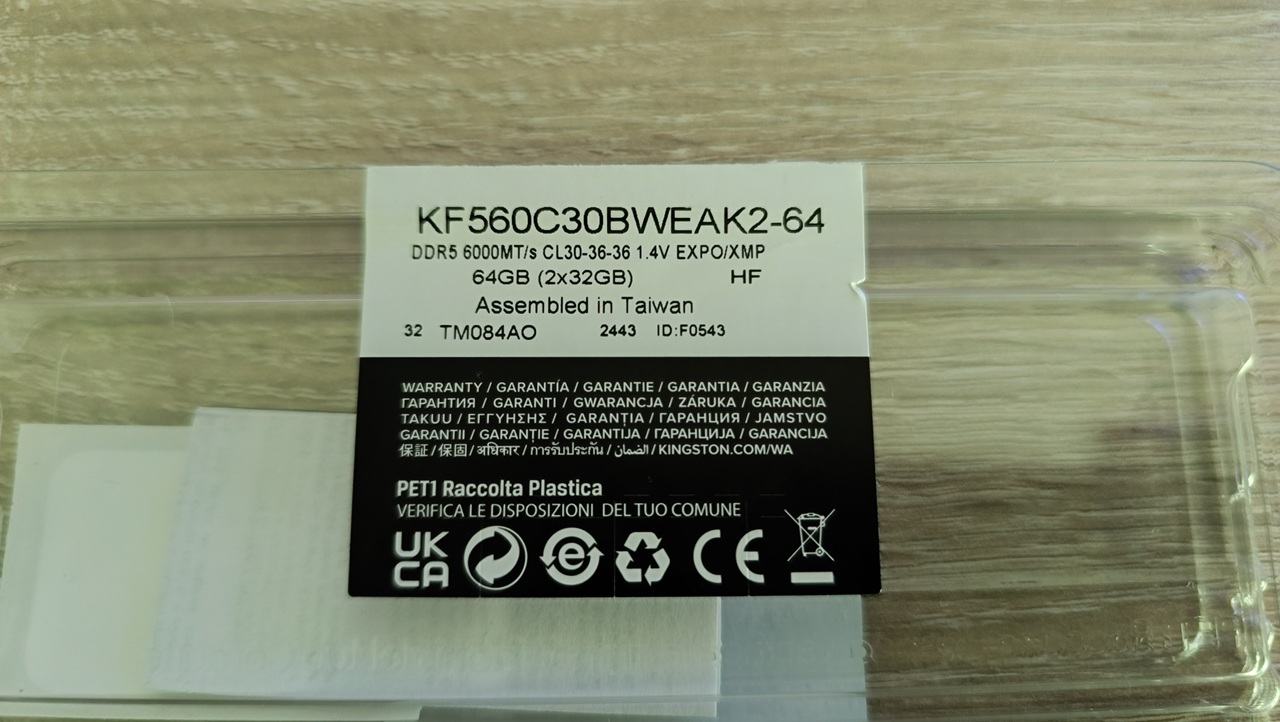 KF560C30BWEAK2-64
DDR5 6000MT/s CL30-36-36 1.4V EXPO/XMP
64GB (2x32GB) HF
Assembled in Taiwan
32 TM084AO 2443 ID:F0543
WARRANTY / GARANTÍA / GARANTIE / GARANTIA / GARANZIA
ГАРАНТИЯ / GARANTI / GWARANCJA / ZÁRUKA / GARANCIA
TAKUU / ΕΓΓΥΗΣΗΣ / GARANȚIA / ГАРАНЦИЯ / JAMSTVO
GARANTII / GARANTIE / GARANTIJA / ГАРАНЦИЈА / GARANCIJA
保証 / 保固 / अधिकार / การรับประกัน / الضمان / KINGSTON.COM/WA
PET1 Raccolta Plastica
VERIFICA LE DISPOSIZIONI DEL TUO COMUNE
UK
CA
e
CE